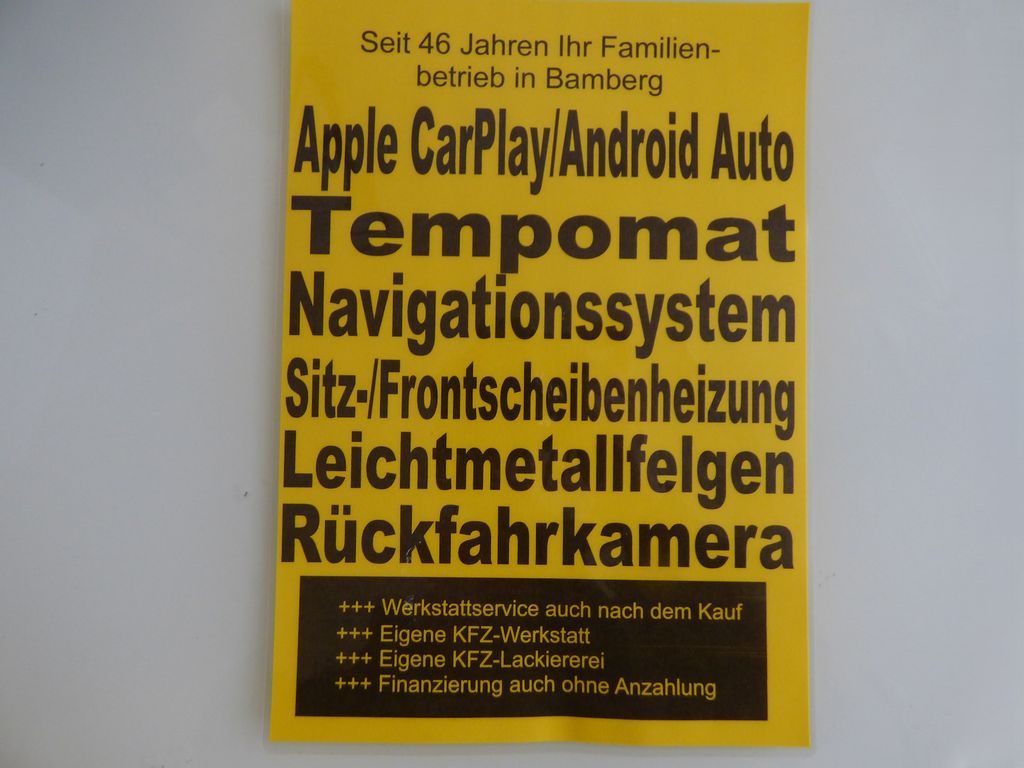 Seit 46 Jahren Ihr Familien-
betrieb in Bamberg
Apple CarPlay/Android Auto
Tempomat
Navigationssystem
Sitz-/Frontscheibenheizung
Leichtmetallfelgen
Rückfahrkamera
+++ Werkstattservice auch nach dem Kauf
+++ Eigene KFZ-Werkstatt
+++ Eigene KFZ-Lackiererei
+++ Finanzierung auch ohne Anzahlung